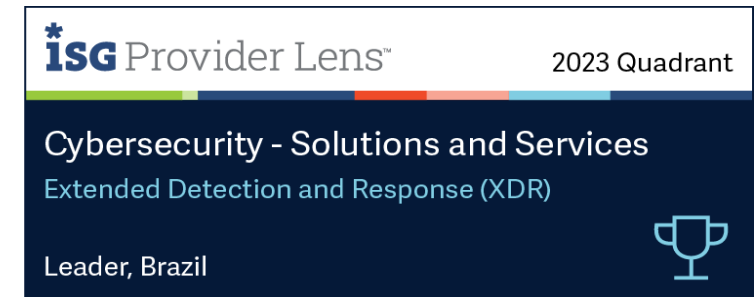 ISG Provider Lens™
2023 Quadrant
Cybersecurity - Solutions and Services
Extended Detection and Response (XDR)
Leader, Brazil